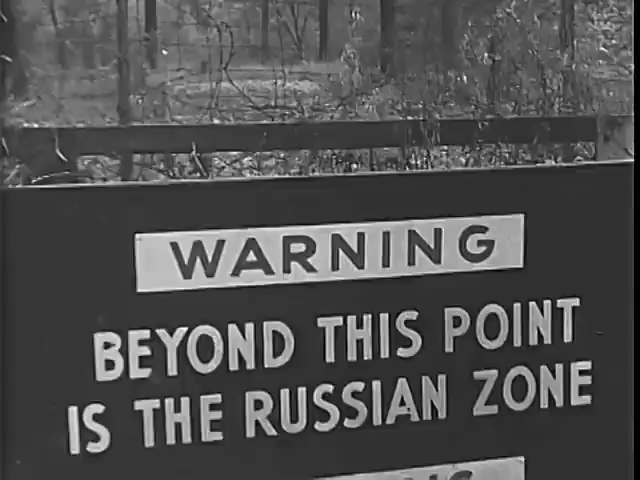 WARNING
BEYOND THIS POINT
IS THE RUSSIAN ZONE